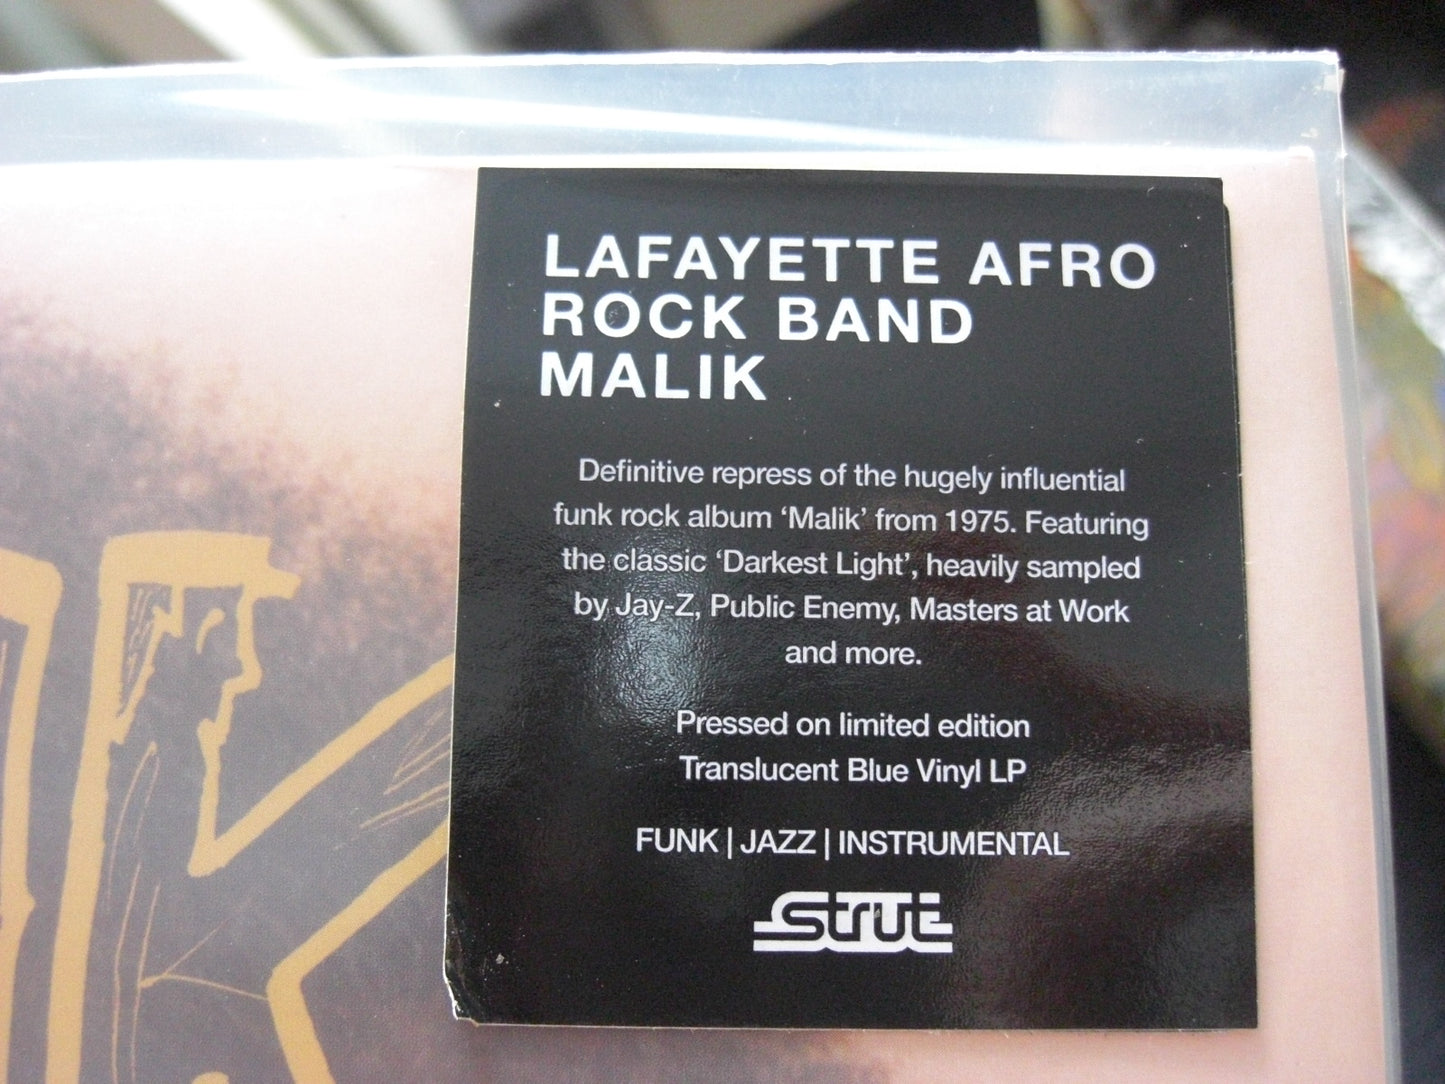 LAFAYETTE AFRO
ROCK BAND
MALIK
Definitive repress of the hugely influential
funk rock album ‘Malik’ from 1975. Featuring
the classic ‘Darkest Light’, heavily sampled
by Jay-Z, Public Enemy, Masters at Work
and more.
Pressed on limited edition
Translucent Blue Vinyl LP
FUNK | JAZZ | INSTRUMENTAL
strut